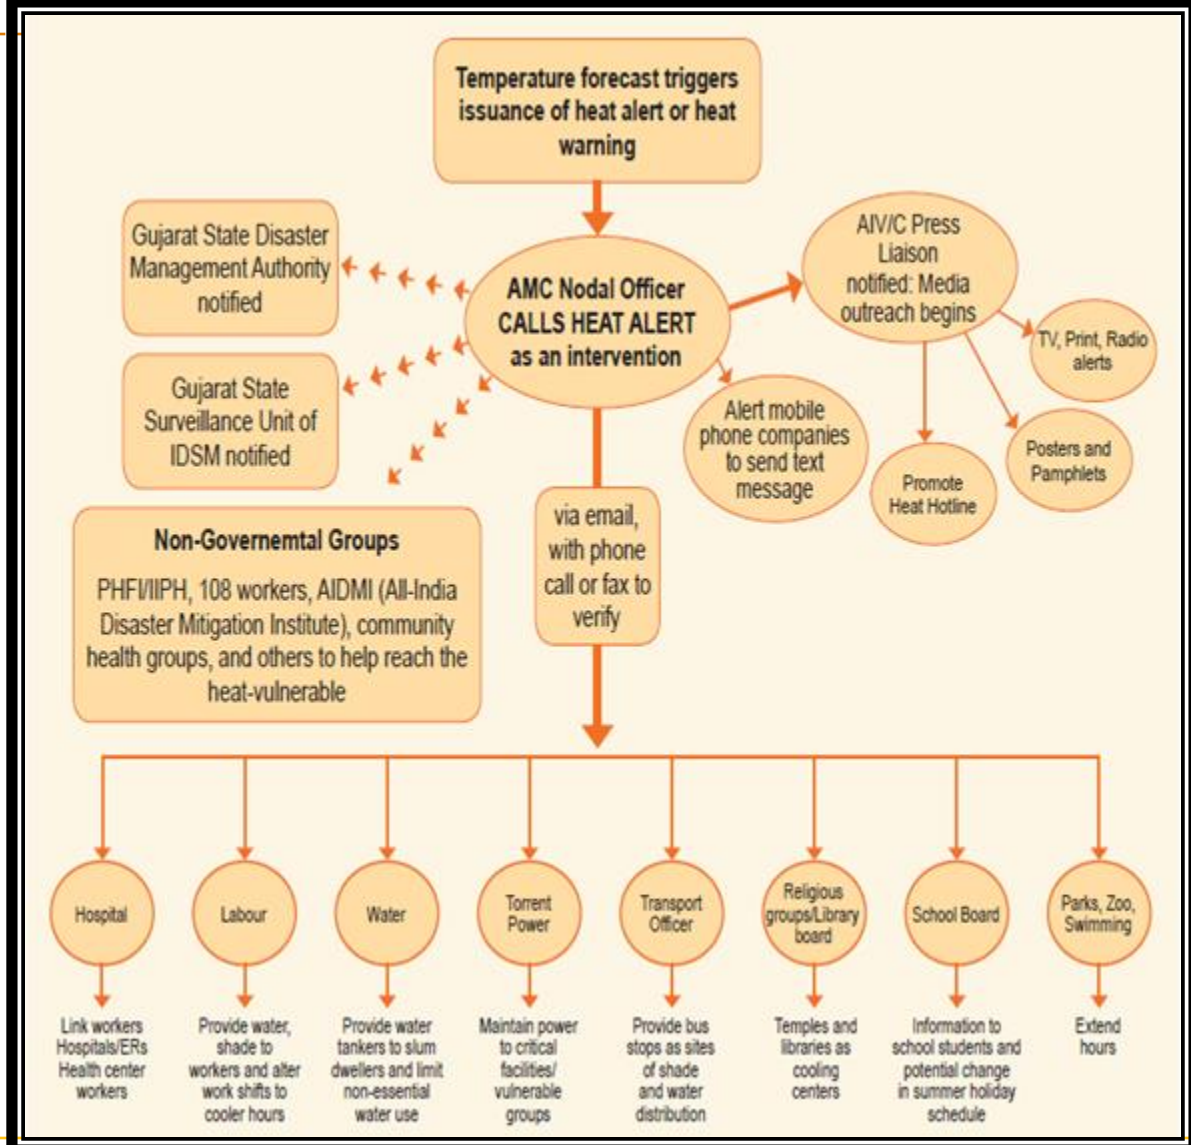 Temperature forecast triggers
issuance of heat alert or heat
warning
Gujarat State Disaster
Management Authority
notified
AMC Nodal Officer
CALLS HEAT ALERT
as an intervention
AIV/C Press
Liaison
notified: Media
outreach begins
TV, Print, Radio
alerts
Gujarat State
Surveillance Unit of
IDSM notified
Alert mobile
phone companies
to send text
message
Promote
Heat Hotline
Posters and
Pamphlets
Non-Governemtal Groups
PHFI/IIPH, 108 workers, AIDMI (All-India
Disaster Mitigation Institute), community
health groups, and others to help reach the
heat-vulnerable
via email,
with phone
call or fax to
verify
Hospital
Labour
Water
Torrent
Power
Transport
Officer
Religious
groups/Library
board
School Board
Parks, Zoo,
Swimming
Link workers
Hospitals/ERs
Health center
workers
Provide water,
shade to
workers and alter
work shifts to
cooler hours
Provide water
tankers to slum
dwellers and limit
non-essential
water use
Maintain power
to critical
facilities/
vulnerable
groups
Provide bus
stops as sites
of shade
and water
distribution
Temples and
libraries as
cooling
centers
Information to
school students and
potential change
in summer holiday
schedule
Extend
hours